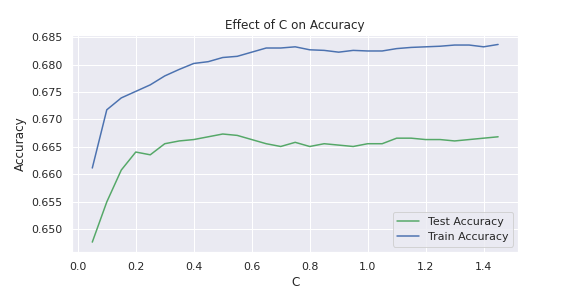 Effect of C on Accuracy
0.685
0.680
0.675
0.670
0.665
0.660
0.655
0.650
Accuracy
Test Accuracy
Train Accuracy
0.0 0.2 0.4 0.6 0.8 1.0 1.2 1.4
C